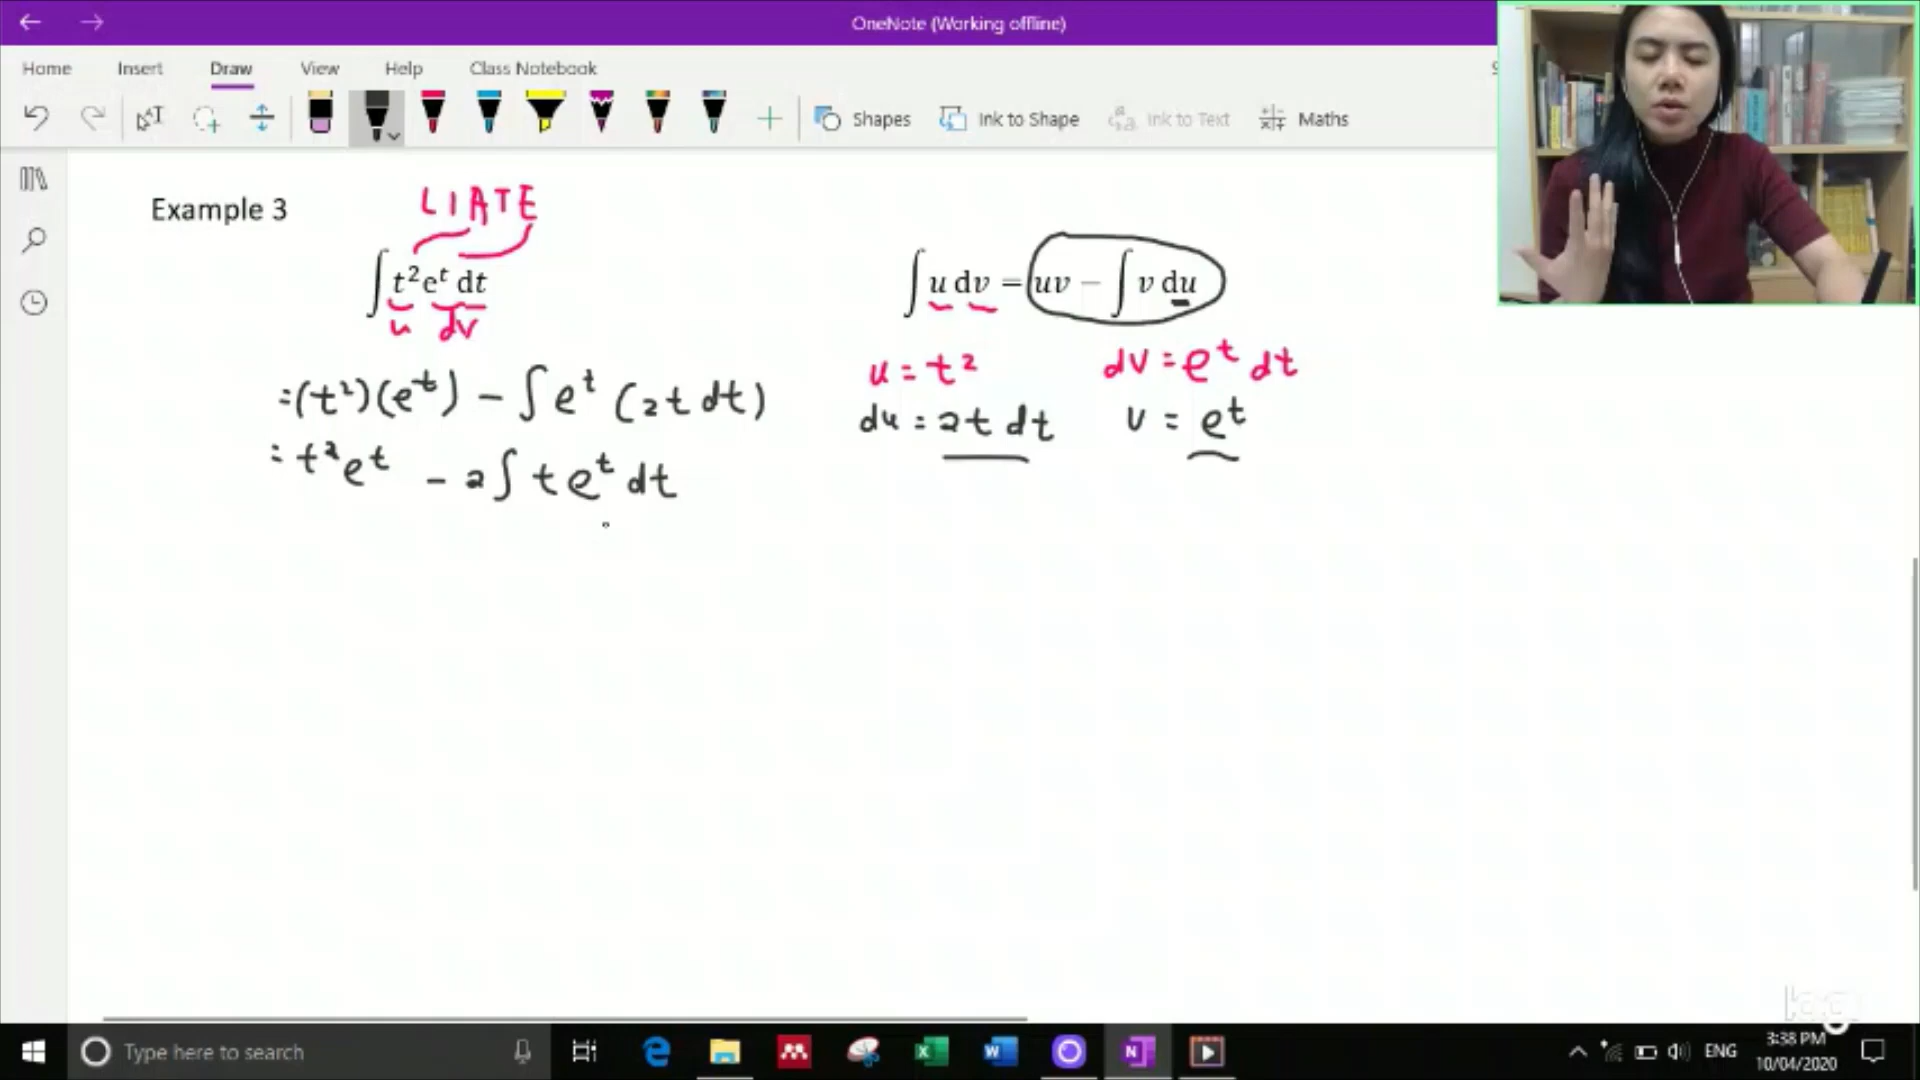 OneNote (Working offline)
Home Insert Draw View Help Class Notebook
Shapes Ink to Shape Ink to Text Maths
Example 3
LIATE
∫ t²eᵗ dt
u dv
∫ u dv = uv − ∫ v du
u = t² dv = eᵗ dt
du = 2t dt v = eᵗ
= (t²)(eᵗ) − ∫ eᵗ (2t dt)
= t²eᵗ − 2∫ t eᵗ dt
Type here to search
ENG
3:38 PM
10/04/2020